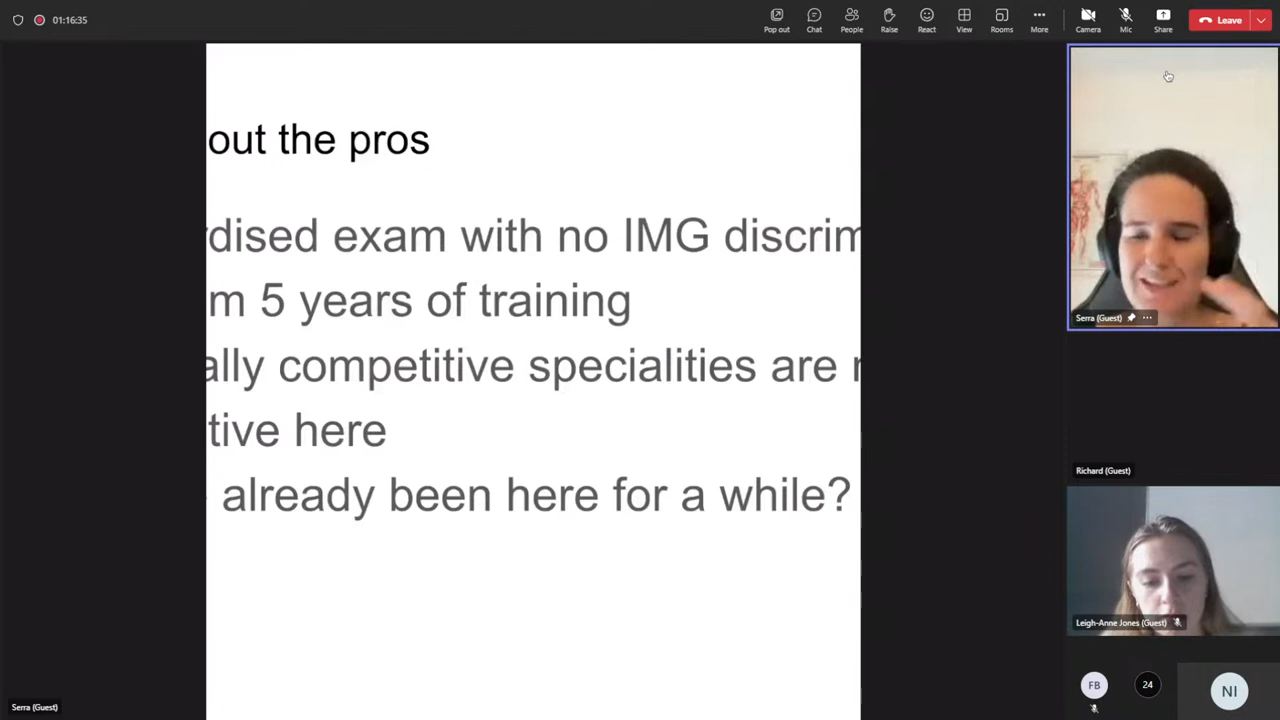 01:16:35
Pop out Chat People Raise React View Rooms More Camera Mic Share Leave
out the pros
rdised exam with no IMG discrim
m 5 years of training
ally competitive specialities are
tive here
already been here for a while?
Serra (Guest)
Richard (Guest)
Leigh-Anne Jones (Guest)
FB 24 NI
Serra (Guest)